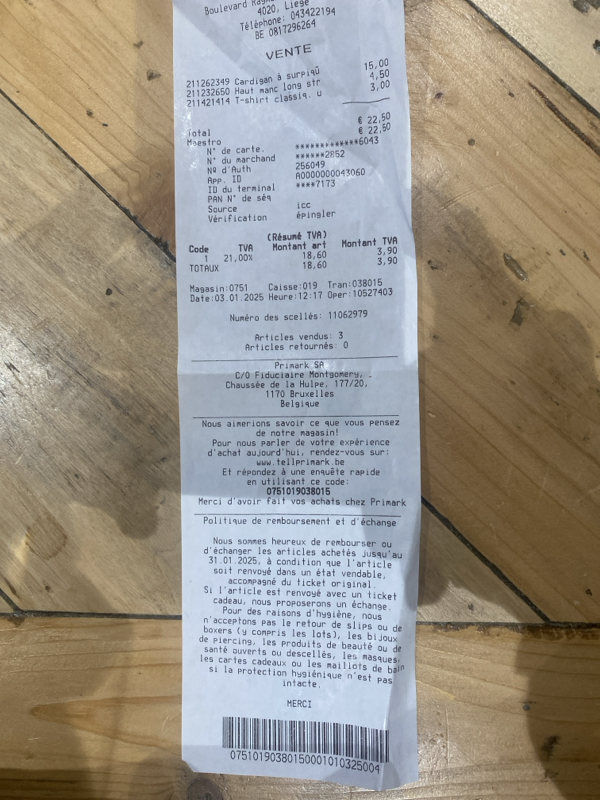 Boulevard
4020, Liege
Téléphone: 043422194
BE 0817296264
VENTE
211262349 Cardigan à surpiqû 15,00
211232650 Haut manc long str 4,50
211421414 T-shirt classiq. u 3,00
Total € 22,50
Maestro € 22,50
N° de carte. ************6043
N° du marchand ******2852
Nº d'Auth 256049
App. ID A0000000043060
ID du terminal ****7173
PAN N° de séq
Source icc
Vérification épingler
(Résumé TVA)
Code TVA Montant art Montant TVA
1 21,00% 18,60 3,90
TOTAUX 18,60 3,90
Magasin:0751 Caisse:019 Tran:038015
Date:03.01.2025 Heure:12:17 Oper:10527403
Numéro des scellés: 11062979
Articles vendus: 3
Articles retournés: 0
Primark SA
C/O Fiduciaire Montgomery, .
Chaussée de la Hulpe, 177/20,
1170 Bruxelles
Belgique
Nous aimerions savoir ce que vous pensez
de notre magasin!
Pour nous parler de votre expérience
d'achat aujourd'hui, rendez-vous sur:
www.tellprimark.be
Et répondez à une enquête rapide
en utilisant ce code:
0751019038015
Merci d'avoir fait vos achats chez Primark
Politique de remboursement et d'échange
Nous sommes heureux de rembourser ou
d'échanger les articles achetés jusqu'au
31.01.2025, à condition que l'article
soit renvoyé dans un état vendable,
accompagné du ticket original.
Si l'article est renvoyé avec un ticket
cadeau, nous proposerons un échange.
Pour des raisons d'hygiène, nous
n'acceptons pas le retour de slips ou de
boxers (y compris les lots), les bijoux
de piercing, les produits de beauté ou de
santé ouverts ou descellés, les masques,
les cartes cadeaux ou les maillots de bain
si la protection hygiénique n'est pas
intacte.
MERCI
07510190380150001010325004